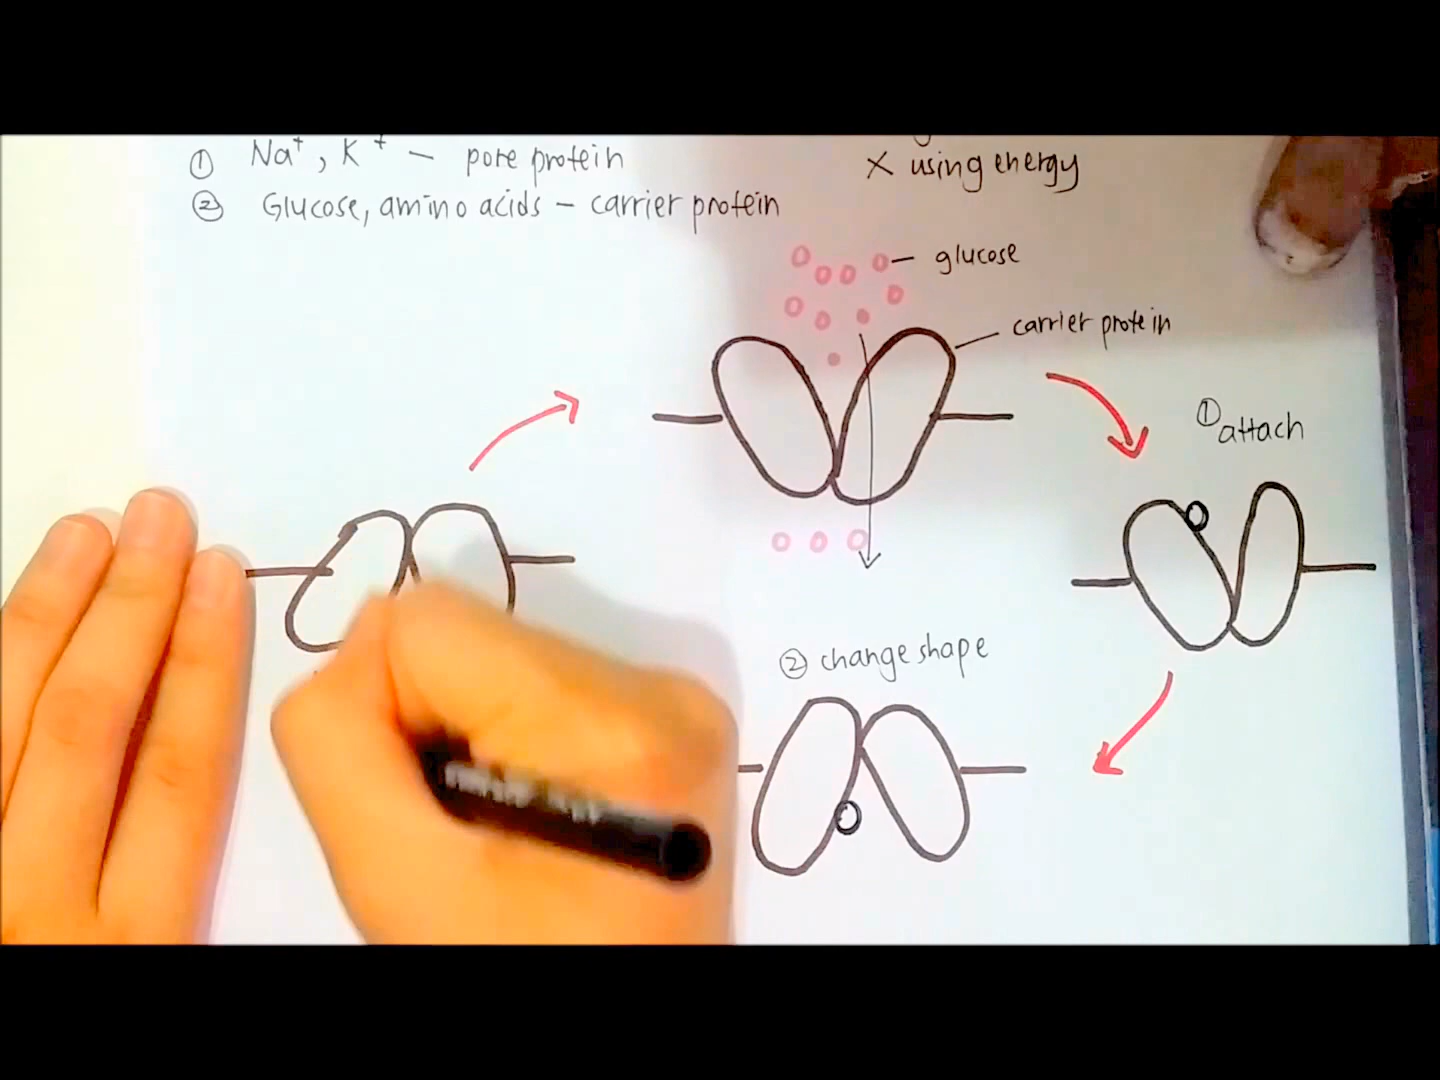 ① Na⁺, K⁺ – pore protein
② Glucose, amino acids – carrier protein
× using energy
glucose
carrier protein
① attach
② change shape